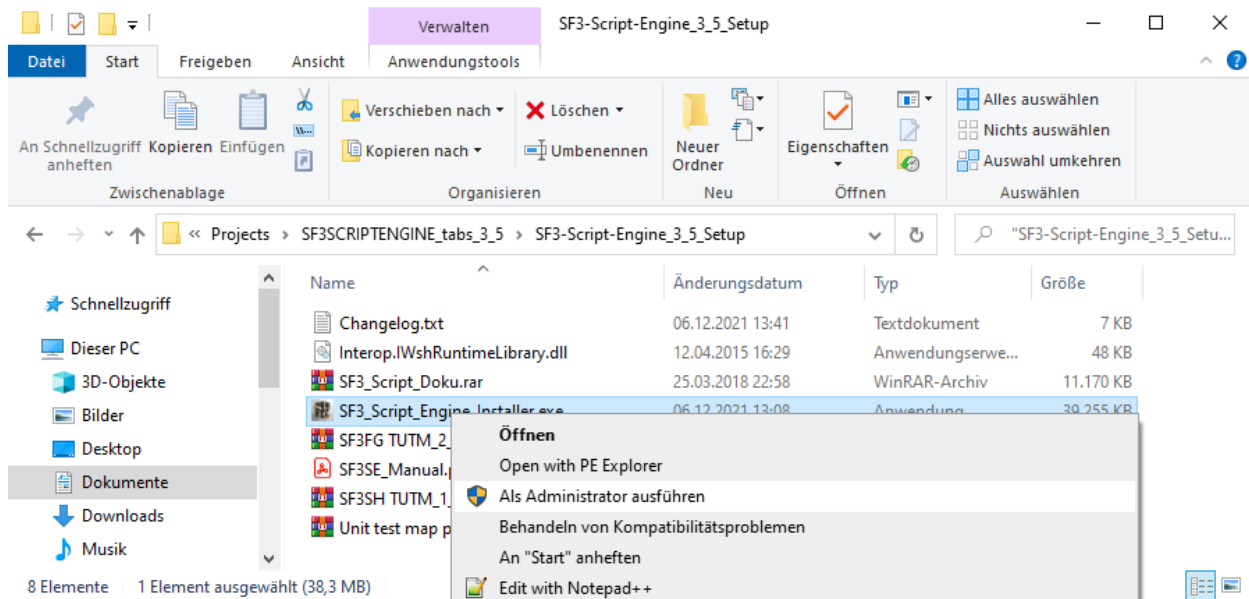 Verwalten
SF3-Script-Engine_3_5_Setup
Datei Start Freigeben Ansicht Anwendungstools
An Schnellzugriff anheften
Kopieren
Einfügen
Verschieben nach
Kopieren nach
Löschen
Umbenennen
Neuer Ordner
Eigenschaften
Alles auswählen
Nichts auswählen
Auswahl umkehren
Zwischenablage Organisieren Neu Öffnen Auswählen
« Projects › SF3SCRIPTENGINE_tabs_3_5 › SF3-Script-Engine_3_5_Setup
"SF3-Script-Engine_3_5_Setu...
Schnellzugriff
Dieser PC
3D-Objekte
Bilder
Desktop
Dokumente
Downloads
Musik
Name Änderungsdatum Typ Größe
Changelog.txt 06.12.2021 13:41 Textdokument 7 KB
Interop.IWshRuntimeLibrary.dll 12.04.2015 16:29 Anwendungserwe... 48 KB
SF3_Script_Doku.rar 25.03.2018 22:58 WinRAR-Archiv 11.170 KB
SF3_Script_Engine_Installer.exe 06.12.2021 13:08 Anwendung 39.255 KB
SF3FG TUTM_2_
SF3SE_Manual.p
SF3SH TUTM_1_
Unit test map p
Öffnen
Open with PE Explorer
Als Administrator ausführen
Behandeln von Kompatibilitätsproblemen
An "Start" anheften
Edit with Notepad++
8 Elemente 1 Element ausgewählt (38,3 MB)